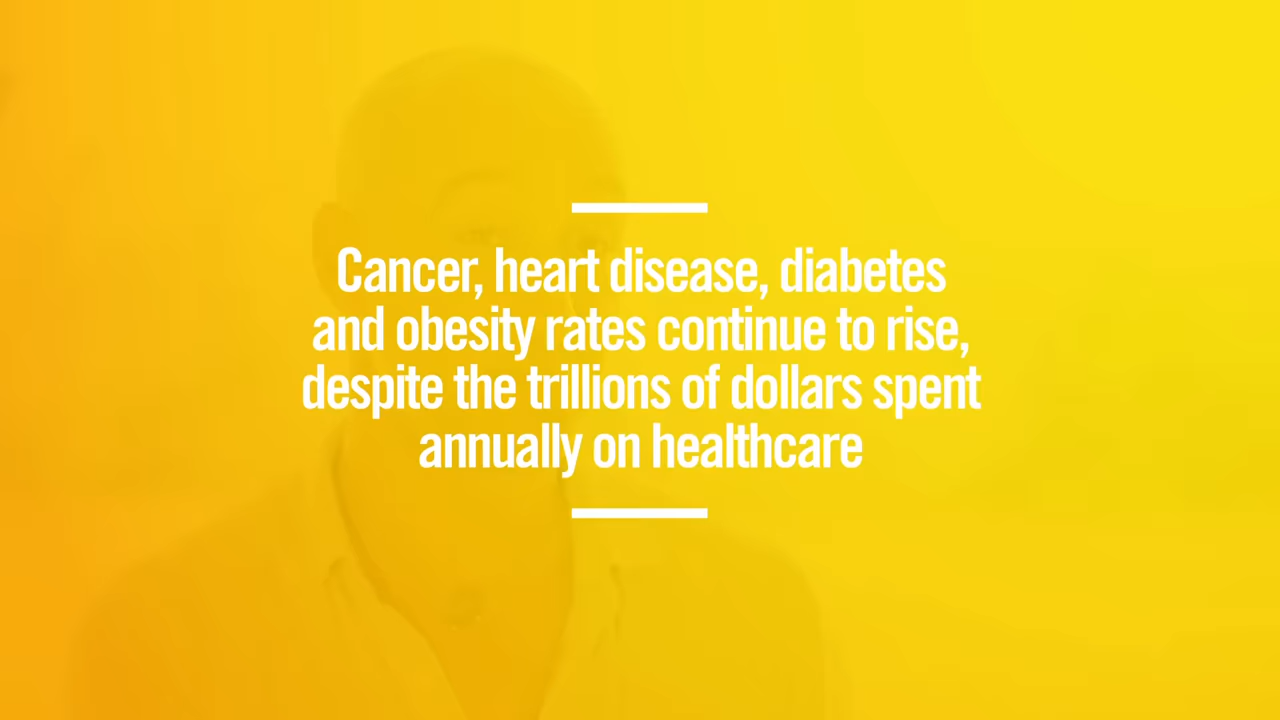 Cancer, heart disease, diabetes
and obesity rates continue to rise,
despite the trillions of dollars spent
annually on healthcare